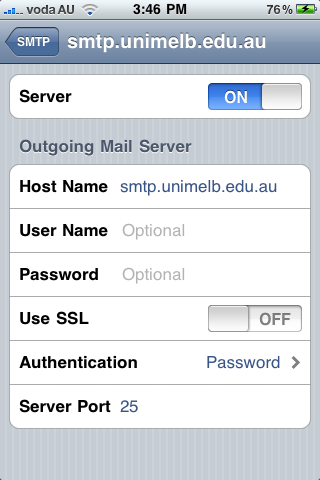 voda AU 3:46 PM 76%
SMTP smtp.unimelb.edu.au
Server ON
Outgoing Mail Server
Host Name smtp.unimelb.edu.au
User Name Optional
Password Optional
Use SSL OFF
Authentication Password
Server Port 25